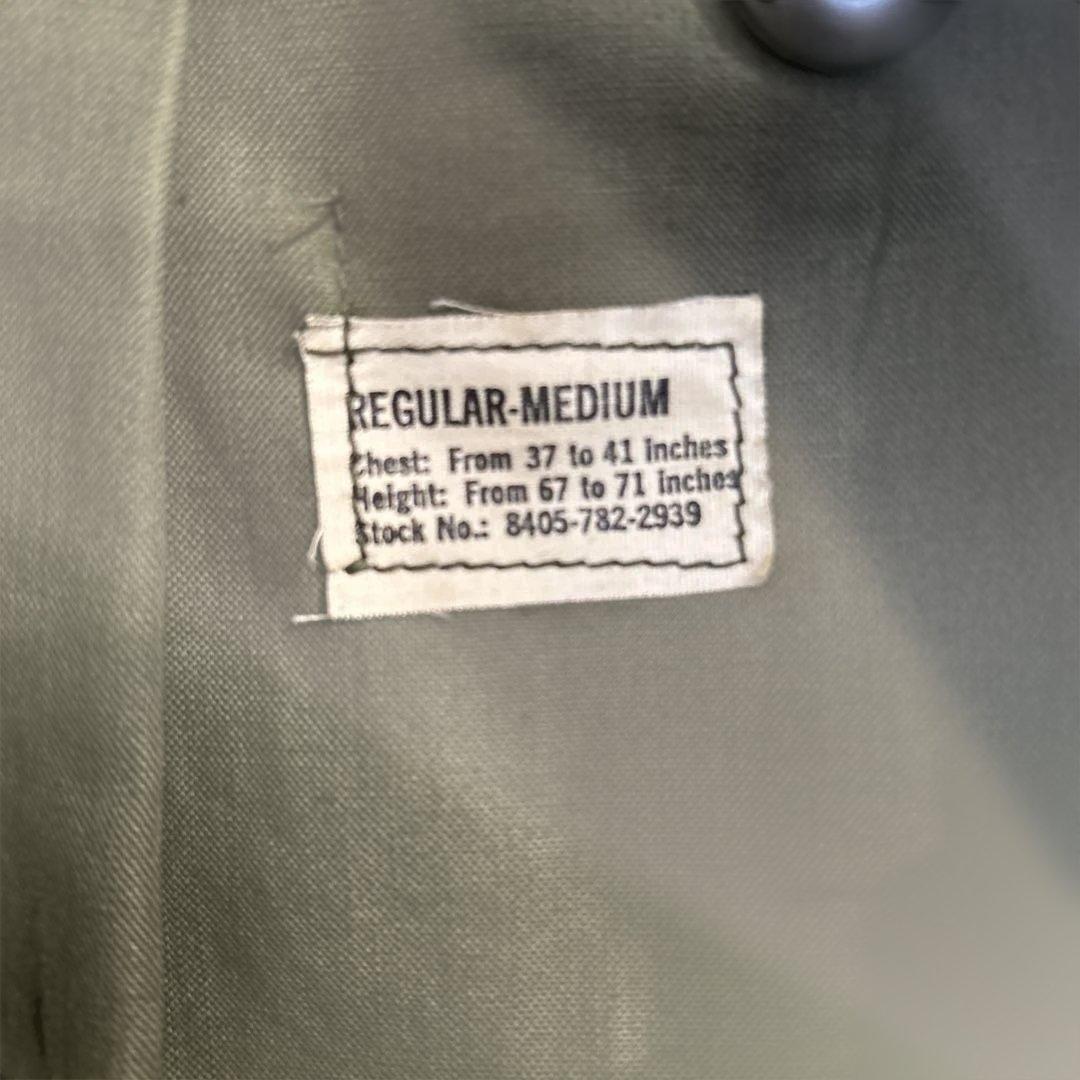 REGULAR-MEDIUM
Chest: From 37 to 41 inches
Height: From 67 to 71 inches
Stock No.: 8405-782-2939